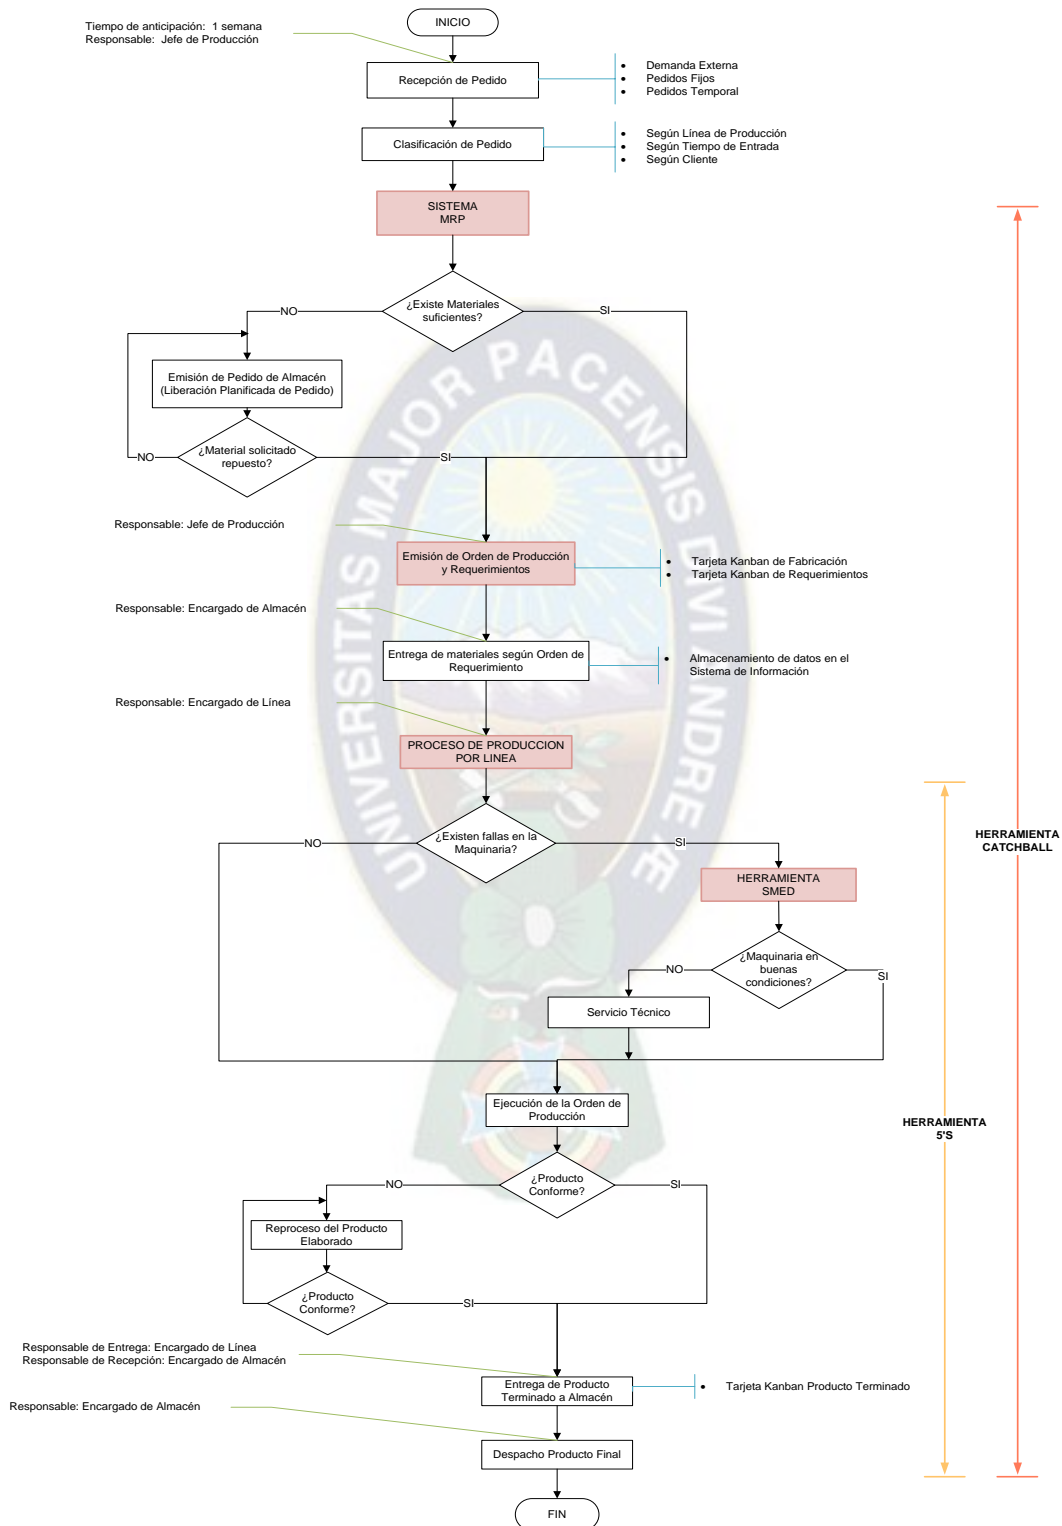 INICIO
Tiempo de anticipación: 1 semana
Responsable: Jefe de Producción
Recepción de Pedido
• Demanda Externa
• Pedidos Fijos
• Pedidos Temporal
Clasificación de Pedido
• Según Línea de Producción
• Según Tiempo de Entrada
• Según Cliente
SISTEMA
MRP
¿Existe Materiales
suficientes?
NO
SI
Emisión de Pedido de Almacén
(Liberación Planificada de Pedido)
¿Material solicitado
repuesto?
NO
SI
Responsable: Jefe de Producción
Emisión de Orden de Producción
y Requerimientos
• Tarjeta Kanban de Fabricación
• Tarjeta Kanban de Requerimientos
Responsable: Encargado de Almacén
Entrega de materiales según Orden de
Requerimiento
• Almacenamiento de datos en el
Sistema de Información
Responsable: Encargado de Línea
PROCESO DE PRODUCCION
POR LINEA
¿Existen fallas en la
Maquinaria?
NO
SI
HERRAMIENTA
SMED
¿Maquinaria en
buenas
condiciones?
NO
SI
Servicio Técnico
Ejecución de la Orden de
Producción
¿Producto
Conforme?
NO
SI
Reproceso del Producto
Elaborado
¿Producto
Conforme?
SI
Responsable de Entrega: Encargado de Línea
Responsable de Recepción: Encargado de Almacén
Entrega de Producto
Terminado a Almacén
• Tarjeta Kanban Producto Terminado
Responsable: Encargado de Almacén
Despacho Producto Final
FIN
HERRAMIENTA
5'S
HERRAMIENTA
CATCHBALL
UNIVERSITAS MAJOR PACENSIS DIVI ANDREÆ